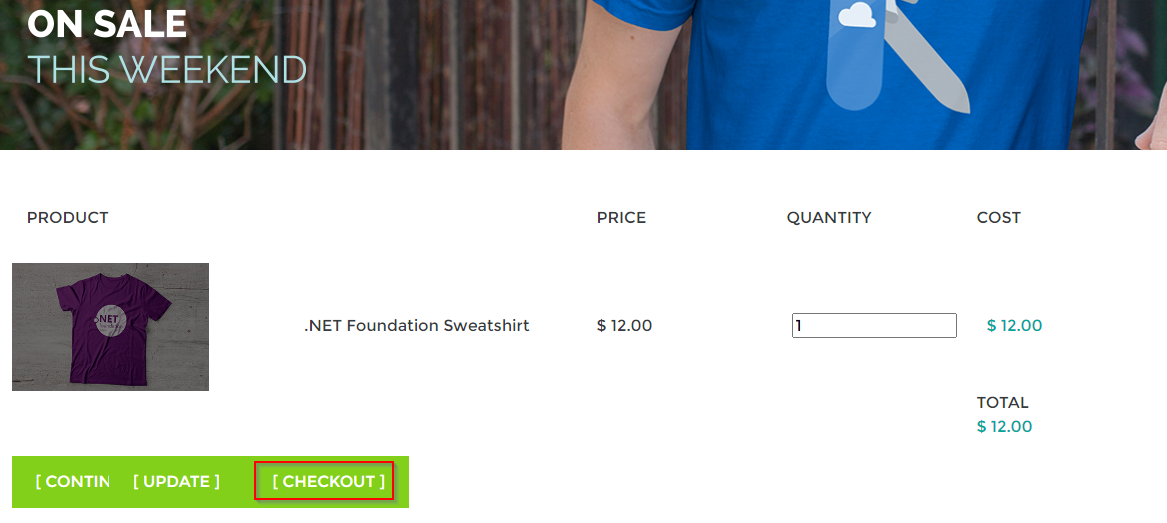 ON SALE
THIS WEEKEND
PRODUCT PRICE QUANTITY COST
.NET
.NET Foundation Sweatshirt $ 12.00 1 $ 12.00
TOTAL
$ 12.00
[ CONTIN [ UPDATE ] [ CHECKOUT ]